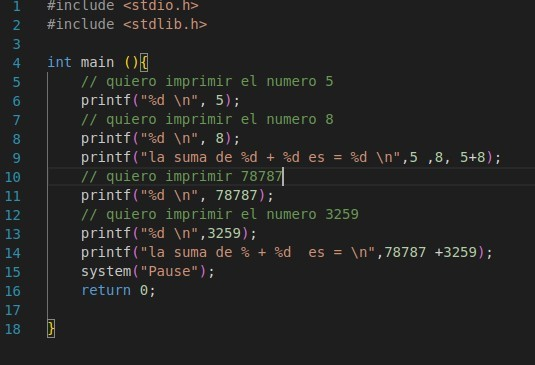 1 #include <stdio.h>
2 #include <stdlib.h>
3
4 int main (){
5 // quiero imprimir el numero 5
6 printf("%d \n", 5);
7 // quiero imprimir el numero 8
8 printf("%d \n", 8);
9 printf("la suma de %d + %d es = %d \n",5 ,8, 5+8);
10 // quiero imprimir 78787
11 printf("%d \n", 78787);
12 // quiero imprimir el numero 3259
13 printf("%d \n",3259);
14 printf("la suma de % + %d  es = \n",78787 +3259);
15 system("Pause");
16 return 0;
17
18 }